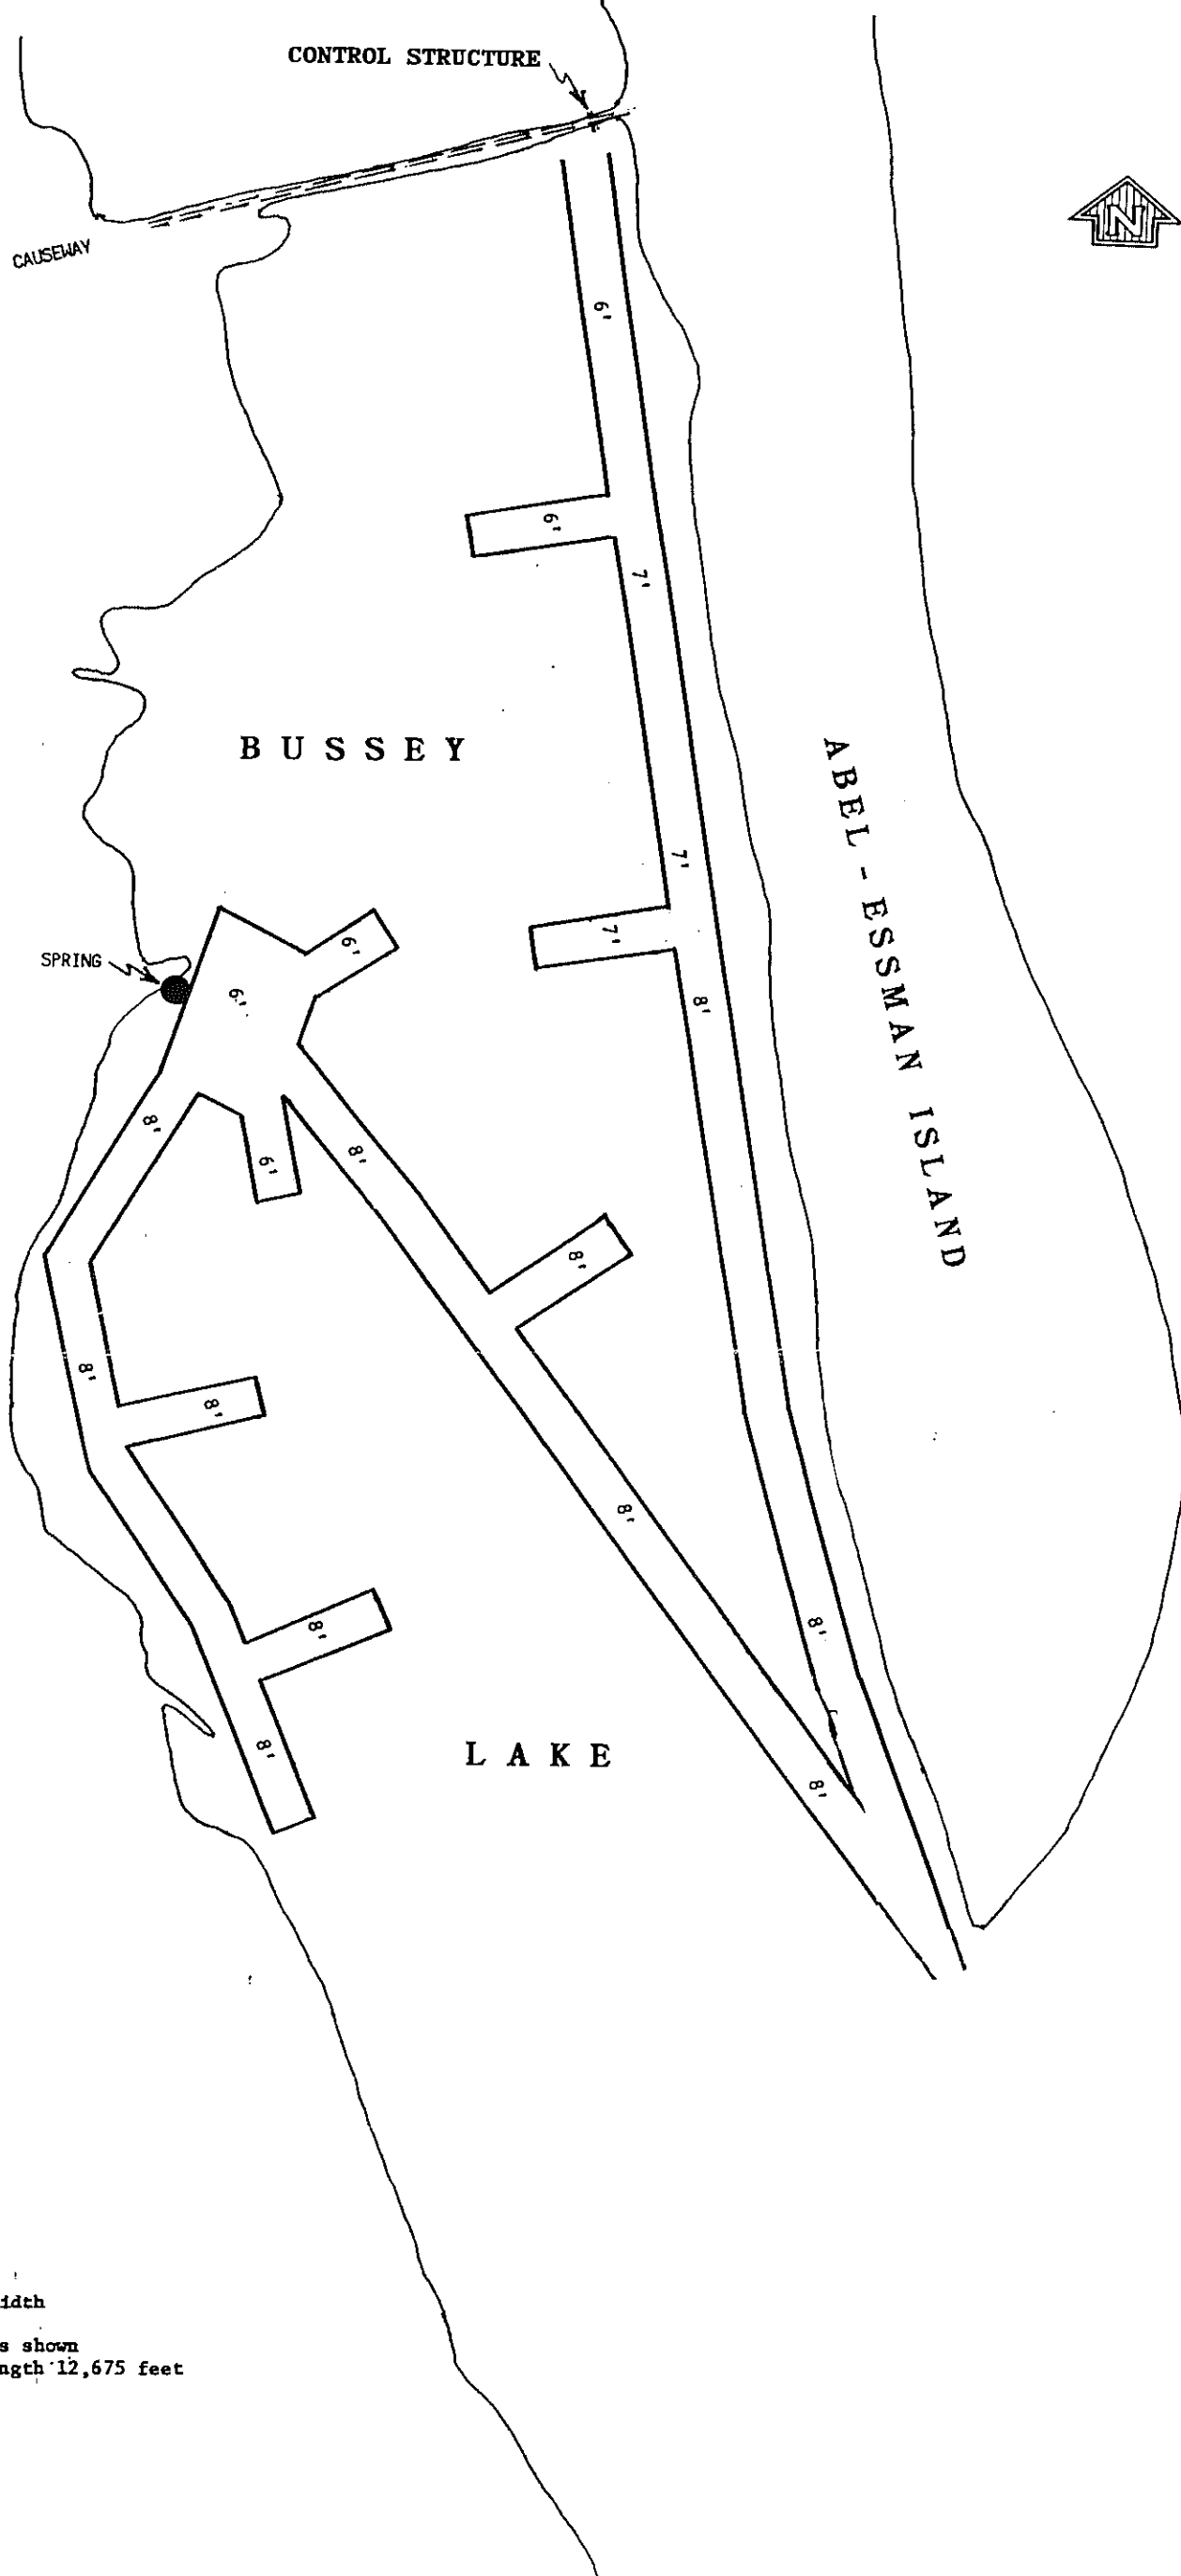 CONTROL STRUCTURE
N
CAUSEWAY
6'
6'
7'
BUSSEY
ABEL-ESSMAN ISLAND
7'
7'
6'
SPRING
6'
8'
8'
6'
8'
8'
8'
8'
8'
8'
8'
8'
LAKE
8'
idth
s shown
ngth 12,675 feet